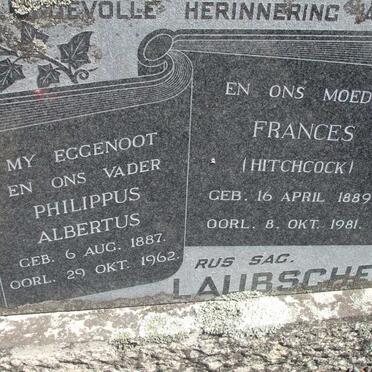 HERINNERING
MY EGGENOOT
EN ONS VADER
PHILIPPUS
ALBERTUS
GEB. 6 AUG. 1887.
OORL. 29 OKT. 1962.
EN ONS MOED
FRANCES
(HITCHCOCK)
GEB. 16 APRIL 1889
OORL. 8. OKT. 1981.
RUS SAG.
LAUBSCHE